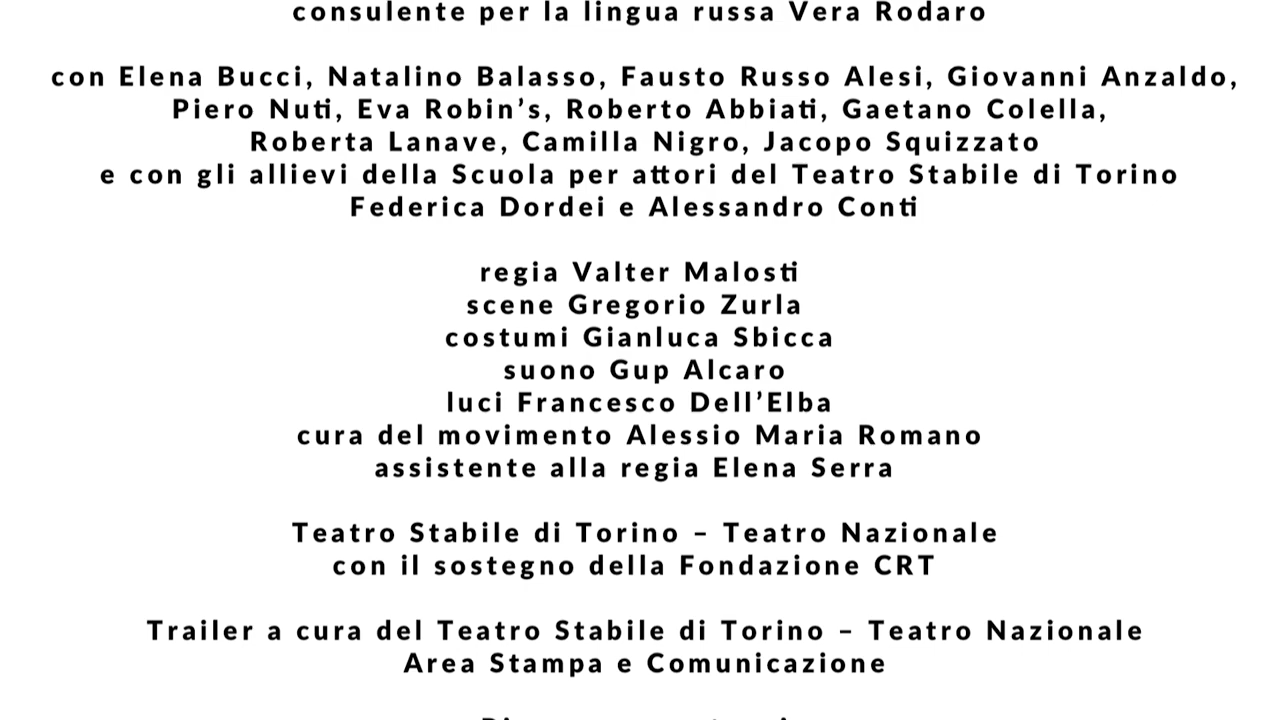 consulente per la lingua russa Vera Rodaro
con Elena Bucci, Natalino Balasso, Fausto Russo Alesi, Giovanni Anzaldo,
Piero Nuti, Eva Robin’s, Roberto Abbiati, Gaetano Colella,
Roberta Lanave, Camilla Nigro, Jacopo Squizzato
e con gli allievi della Scuola per attori del Teatro Stabile di Torino
Federica Dordei e Alessandro Conti
regia Valter Malosti
scene Gregorio Zurla
costumi Gianluca Sbicca
suono Gup Alcaro
luci Francesco Dell’Elba
cura del movimento Alessio Maria Romano
assistente alla regia Elena Serra
Teatro Stabile di Torino – Teatro Nazionale
con il sostegno della Fondazione CRT
Trailer a cura del Teatro Stabile di Torino – Teatro Nazionale
Area Stampa e Comunicazione